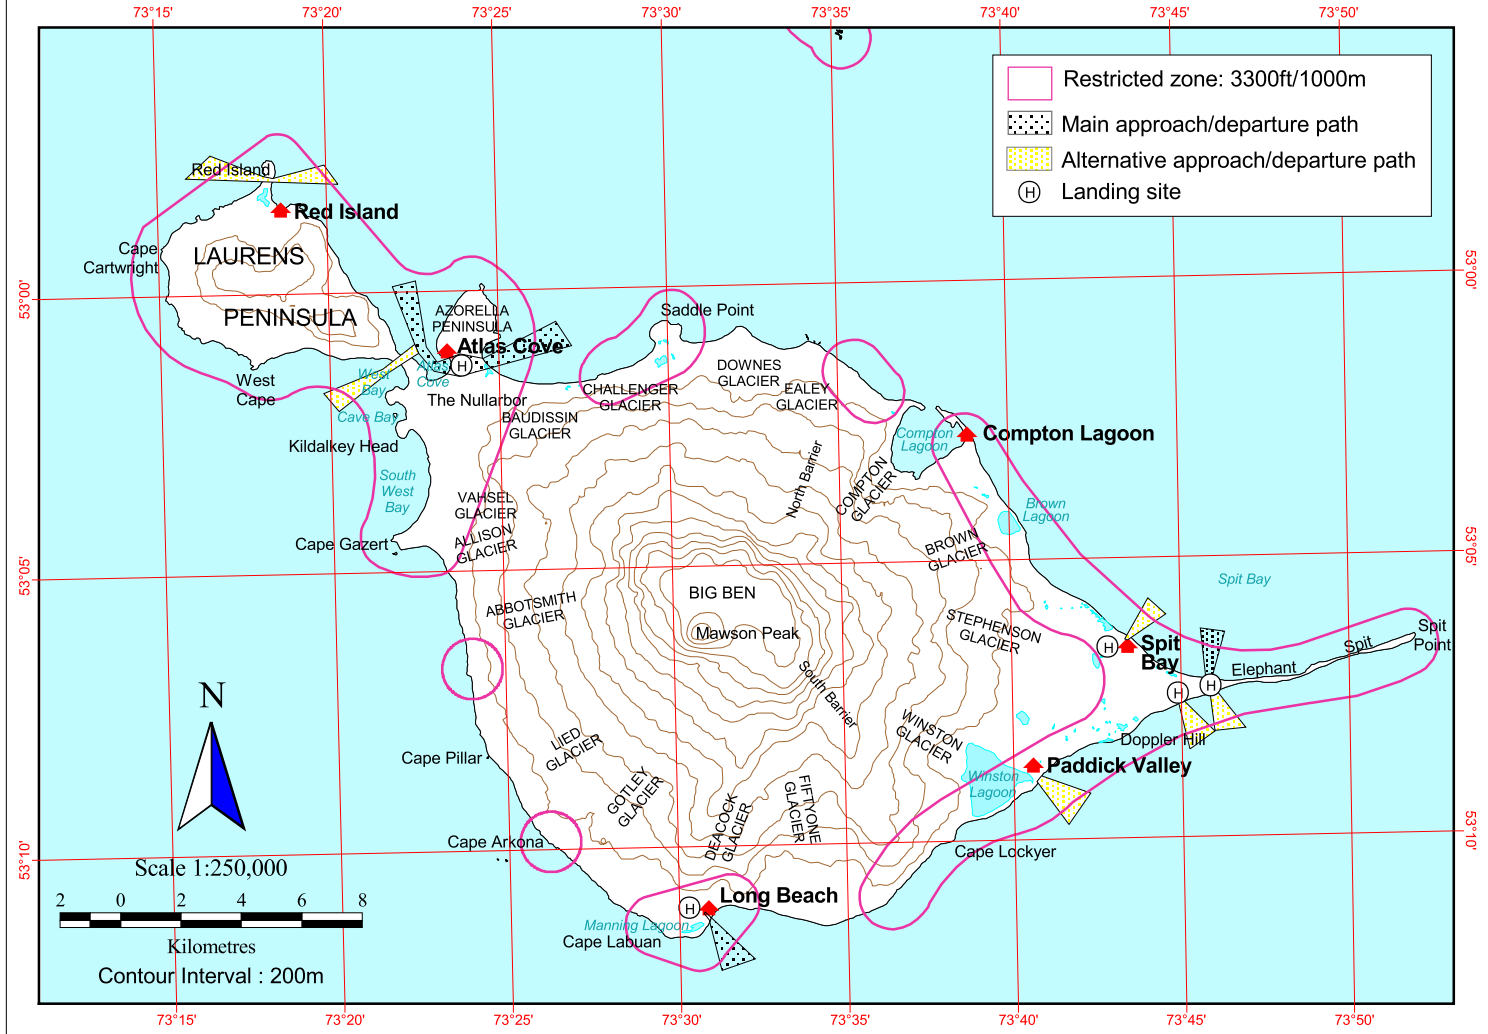 73°15'
73°20'
73°25'
73°30'
73°35'
73°40'
73°45'
73°50'
Restricted zone: 3300ft/1000m
Main approach/departure path
Alternative approach/departure path
H
Landing site
Red Island
Red Island
Cape
Cartwright
LAURENS
PENINSULA
53°00'
53°00'
AZORELLA
PENINSULA
Saddle Point
Atlas Cove
H
Atlas
Cove
West
Bay
West
Cape
The Nullarbor
Cave Bay
Kildalkey Head
BAUDISSIN
GLACIER
CHALLENGER
GLACIER
DOWNES
GLACIER
EALEY
GLACIER
Compton
Lagoon
Compton Lagoon
South
West
Bay
North Barrier
COMPTON
GLACIER
VAHSEL
GLACIER
Brown
Lagoon
Cape Gazert
ALLISON
GLACIER
BROWN
GLACIER
53°05'
53°05'
Spit Bay
BIG BEN
ABBOTSMITH
GLACIER
Mawson Peak
STEPHENSON
GLACIER
H
Spit
Bay
Spit
Point
Spit
Elephant
H
H
South Barrier
N
WINSTON
GLACIER
Doppler Hill
LIED
GLACIER
Cape Pillar
Paddick Valley
Winston
Lagoon
GOTLEY
GLACIER
DEACOCK
GLACIER
FIFTYONE
GLACIER
Cape Arkona
Cape Lockyer
53°10'
53°10'
Scale 1:250,000
2 0 2 4 6 8
Kilometres
Contour Interval : 200m
H
Long Beach
Manning Lagoon
Cape Labuan
73°15'
73°20'
73°25'
73°30'
73°35'
73°40'
73°45'
73°50'